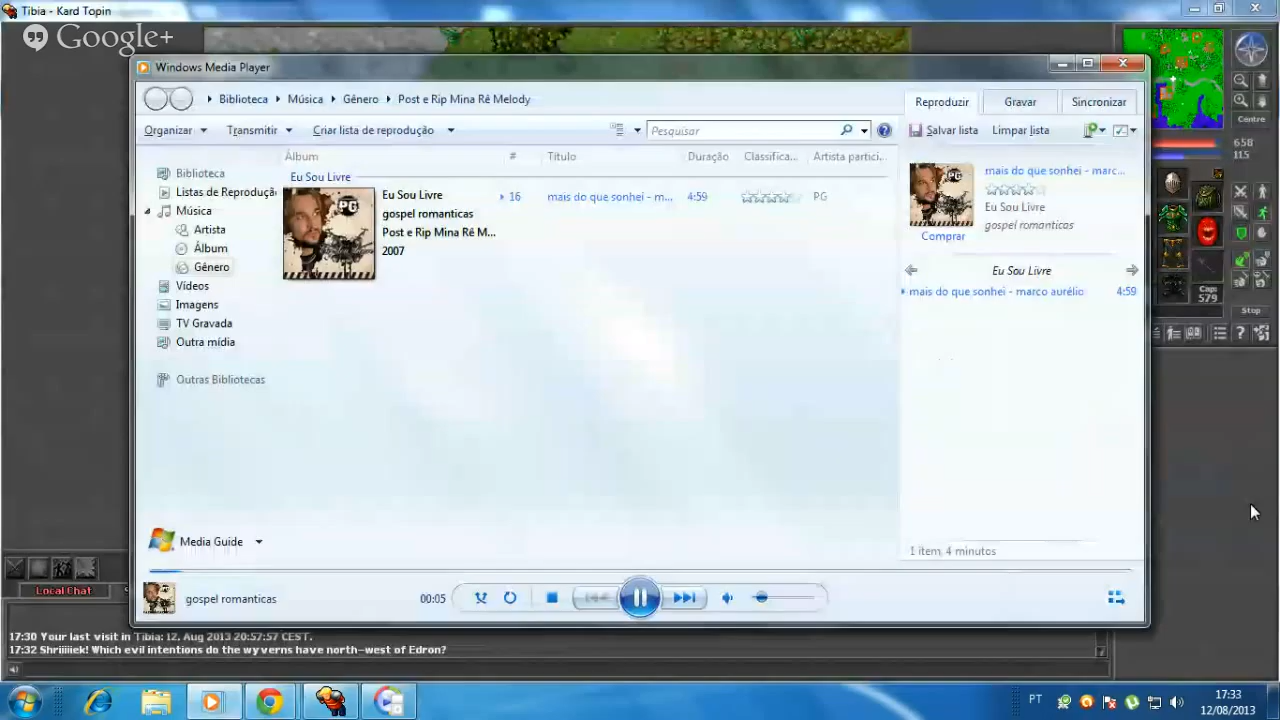 Tibia - Kard Topin
Google+
Windows Media Player
Biblioteca Música Gênero Post e Rip Mina Rê Melody
Reproduzir Gravar Sincronizar
Organizar Transmitir Criar lista de reprodução Pesquisar Salvar lista Limpar lista
Centre
658
115
Álbum # Título Duração Classifica... Artista partici...
Biblioteca
Listas de Reproduçã
Música
Artista
Álbum
Gênero
Vídeos
Imagens
TV Gravada
Outra mídia
Outras Bibliotecas
Eu Sou Livre
Eu Sou Livre 16 mais do que sonhei - m... 4:59 PG
gospel romanticas
Post e Rip Mina Rê M...
2007
PG
mais do que sonhei - marc...
Eu Sou Livre
gospel romanticas
PG
Comprar
Eu Sou Livre
mais do que sonhei - marco aurélio 4:59
Cap:
579
Stop
Media Guide
1 item, 4 minutos
gospel romanticas 00:05
Local Chat
17:30 Your last visit in Tibia: 12. Aug 2013 20:57:57 CEST.
17:32 Shriiiiek! Which evil intentions do the wyverns have north-west of Edron?
PT
17:33
12/08/2013